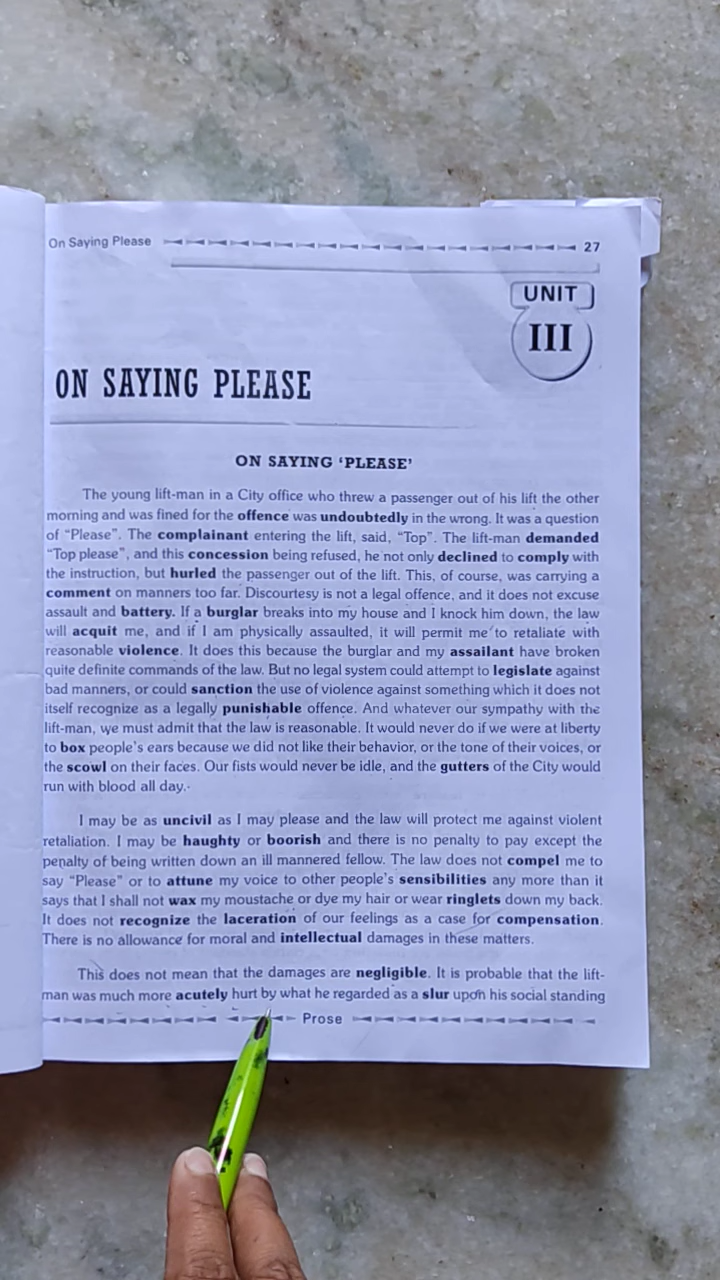 On Saying Please
27
UNIT
III
ON SAYING PLEASE
ON SAYING 'PLEASE'
The young lift-man in a City office who threw a passenger out of his lift the other
morning and was fined for the offence was undoubtedly in the wrong. It was a question
of "Please". The complainant entering the lift, said, "Top". The lift-man demanded
"Top please", and this concession being refused, he not only declined to comply with
the instruction, but hurled the passenger out of the lift. This, of course, was carrying a
comment on manners too far. Discourtesy is not a legal offence, and it does not excuse
assault and battery. If a burglar breaks into my house and I knock him down, the law
will acquit me, and if I am physically assaulted, it will permit me to retaliate with
reasonable violence. It does this because the burglar and my assailant have broken
quite definite commands of the law. But no legal system could attempt to legislate against
bad manners, or could sanction the use of violence against something which it does not
itself recognize as a legally punishable offence. And whatever our sympathy with the
lift-man, we must admit that the law is reasonable. It would never do if we were at liberty
to box people's ears because we did not like their behavior, or the tone of their voices, or
the scowl on their faces. Our fists would never be idle, and the gutters of the City would
run with blood all day.
I may be as uncivil as I may please and the law will protect me against violent
retaliation. I may be haughty or boorish and there is no penalty to pay except the
penalty of being written down an ill mannered fellow. The law does not compel me to
say "Please" or to attune my voice to other people's sensibilities any more than it
says that I shall not wax my moustache or dye my hair or wear ringlets down my back.
It does not recognize the laceration of our feelings as a case for compensation.
There is no allowance for moral and intellectual damages in these matters.
This does not mean that the damages are negligible. It is probable that the lift-
man was much more acutely hurt by what he regarded as a slur upon his social standing
Prose